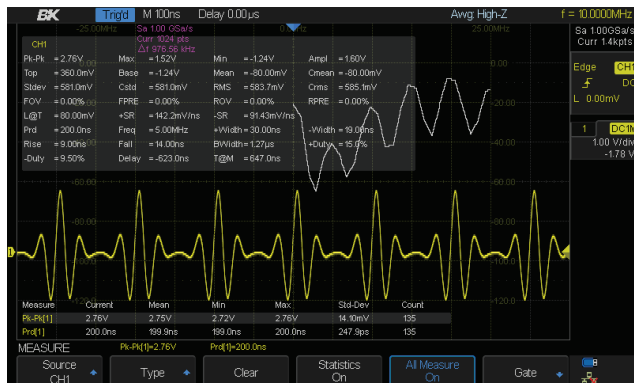 BK Trig'd M 100ns Delay 0.00μs Awg: High-Z f = 10.0000MHz
-25.00MHz Sa 1.00 GSa/s 25.00MHz Sa 1.00GSa/s
Curr 1024 pts Curr 1.4kpts
CH1 △f 976.56 kHz
Pk-Pk =2.76V Max =1.52V Min =-1.24V Ampl =1.60V
Top =360.0mV Base =-1.24V Mean =-80.00mV Cmean =-80.00mV
Stdev =581.0mV Cstd =581.0mV RMS =583.7mV Crms =585.1mV
FOV =0.00% FPRE =0.00% ROV =0.00% RPRE =0.00%
L@T =80.00mV +SR =142.2mV/ns -SR =91.43mV/ns
Prd =200.0ns Freq =5.00MHz +Width =30.00ns -Width =19.00ns
Rise =9.00ns Fall =14.00ns BWidth=1.27μs +Duty =15.0%
-Duty =9.50% Delay =-623.0ns T@M =647.0ns
Edge CH1
DC
L 0.00mV
1 DC1M
1.00 V/div
-1.78 V
-20.00
-40.00
-60.00 -60.00
-80.00 -80.00
1
-120.0
Measure Current Mean Min Max Std-Dev Count
Pk-Pk[1] 2.76V 2.75V 2.72V 2.76V 14.10mV 135
Prd[1] 200.0ns 199.9ns 199.0ns 200.0ns 247.9ps 135
MEASURE Pk-Pk[1]=2.76V Prd[1]=200.0ns
Source Type Clear Statistics All Measure Gate
CH1 On On